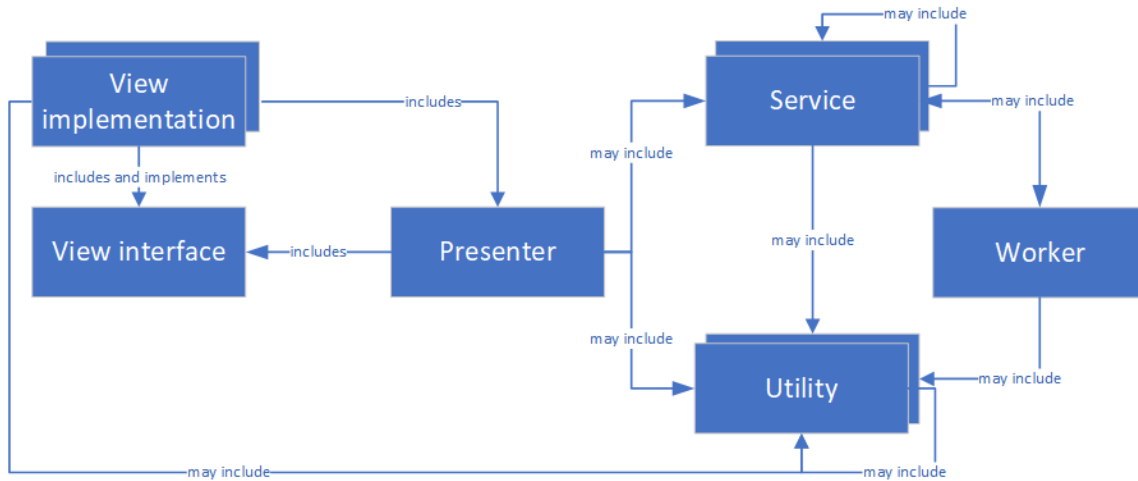 may include
View
implementation
includes
Service
may include
may include
includes and implements
View interface
includes
Presenter
may include
Worker
may include
Utility
may include
may include
may include